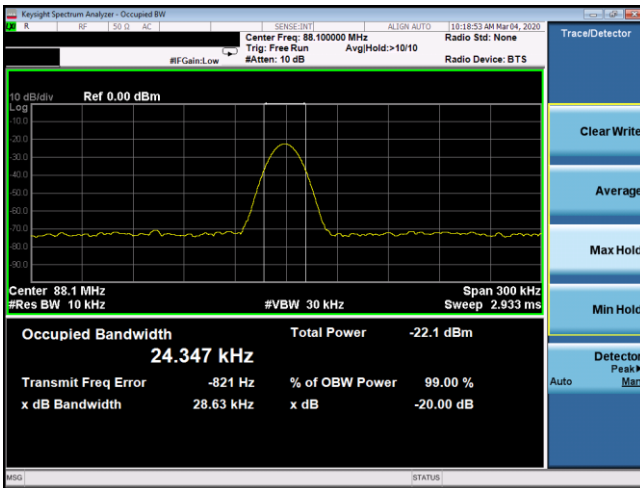 Keysight Spectrum Analyzer - Occupied BW
R RF 50 Ω AC SENSE:INT ALIGN AUTO 10:18:53 AM Mar 04, 2020
Center Freq: 88.100000 MHz Radio Std: None
Trig: Free Run Avg|Hold:>10/10
#IFGain:Low #Atten: 10 dB Radio Device: BTS
Trace/Detector
10 dB/div Ref 0.00 dBm
Log
-10.0
-20.0
-30.0
-40.0
-50.0
-60.0
-70.0
-80.0
-90.0
Center 88.1 MHz Span 300 kHz
#Res BW 10 kHz #VBW 30 kHz Sweep 2.933 ms
Occupied Bandwidth Total Power -22.1 dBm
24.347 kHz
Transmit Freq Error -821 Hz % of OBW Power 99.00 %
x dB Bandwidth 28.63 kHz x dB -20.00 dB
Clear Write
Average
Max Hold
Min Hold
Detector
Peak
Auto Man
MSG STATUS